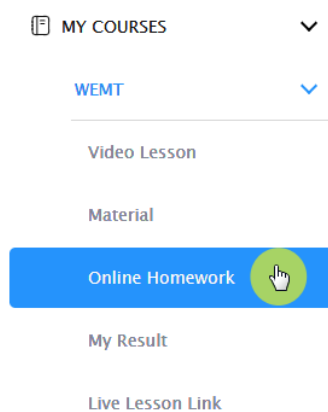 MY COURSES
WEMT
Video Lesson
Material
Online Homework
My Result
Live Lesson Link